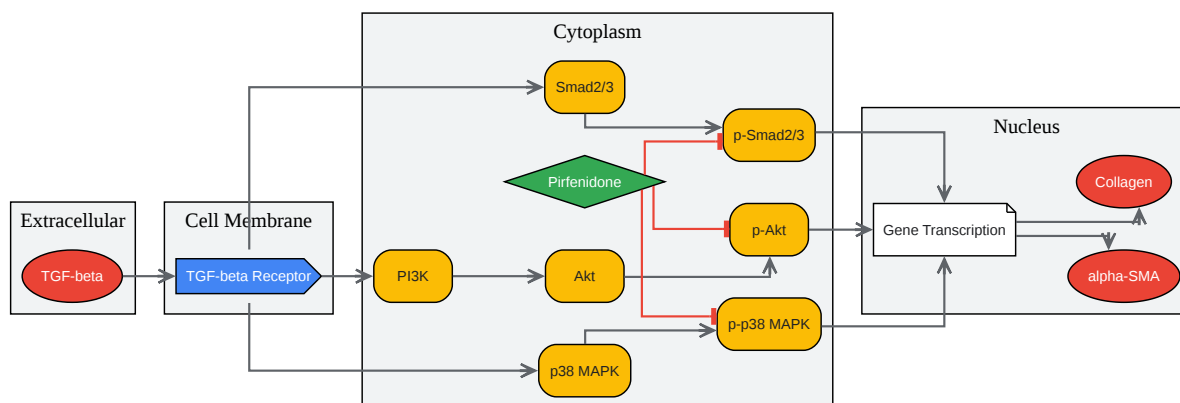 Extracellular
TGF-beta
Cell Membrane
TGF-beta Receptor
Cytoplasm
Smad2/3
p-Smad2/3
Pirfenidone
p-Akt
PI3K
Akt
p-p38 MAPK
p38 MAPK
Nucleus
Collagen
Gene Transcription
alpha-SMA